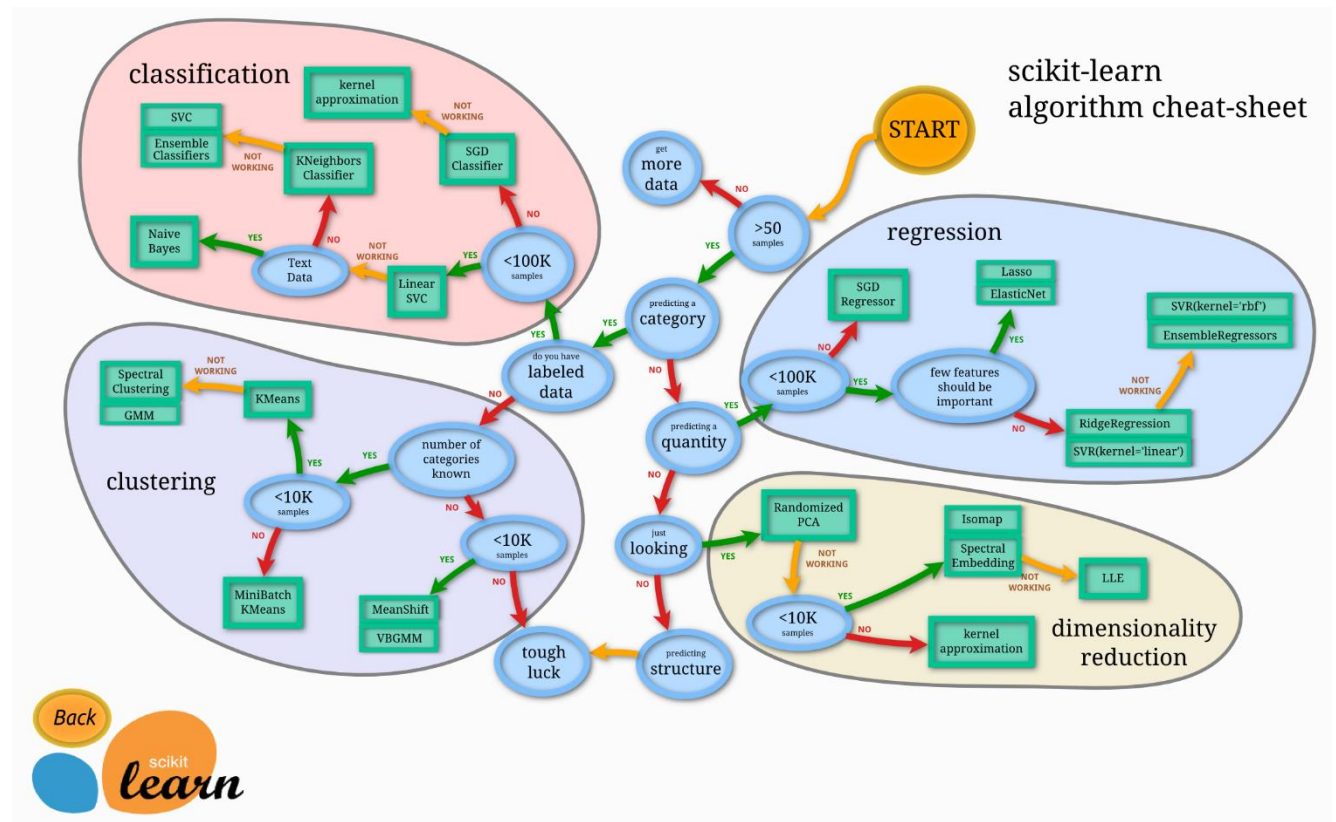 scikit-learn
algorithm cheat-sheet
START
get
more
data
NO
>50
samples
YES
predicting a
category
YES
NO
do you have
labeled
data
YES
NO
predicting a
quantity
YES
NO
just
looking
YES
NO
predicting
structure
tough
luck
classification
kernel
approximation
NOT
WORKING
SGD
Classifier
NO
<100K
samples
YES
Linear
SVC
NOT
WORKING
Text
Data
YES
Naive
Bayes
NO
KNeighbors
Classifier
NOT
WORKING
SVC
Ensemble
Classifiers
regression
<100K
samples
NO
SGD
Regressor
YES
few features
should be
important
YES
Lasso
ElasticNet
NO
RidgeRegression
SVR(kernel='linear')
NOT
WORKING
SVR(kernel='rbf')
EnsembleRegressors
clustering
number of
categories
known
YES
<10K
samples
YES
KMeans
NOT
WORKING
Spectral
Clustering
GMM
NO
MiniBatch
KMeans
NO
<10K
samples
YES
MeanShift
VBGMM
NO
dimensionality
reduction
Randomized
PCA
NOT
WORKING
<10K
samples
YES
Isomap
Spectral
Embedding
NOT
WORKING
LLE
NO
kernel
approximation
Back
scikit
learn